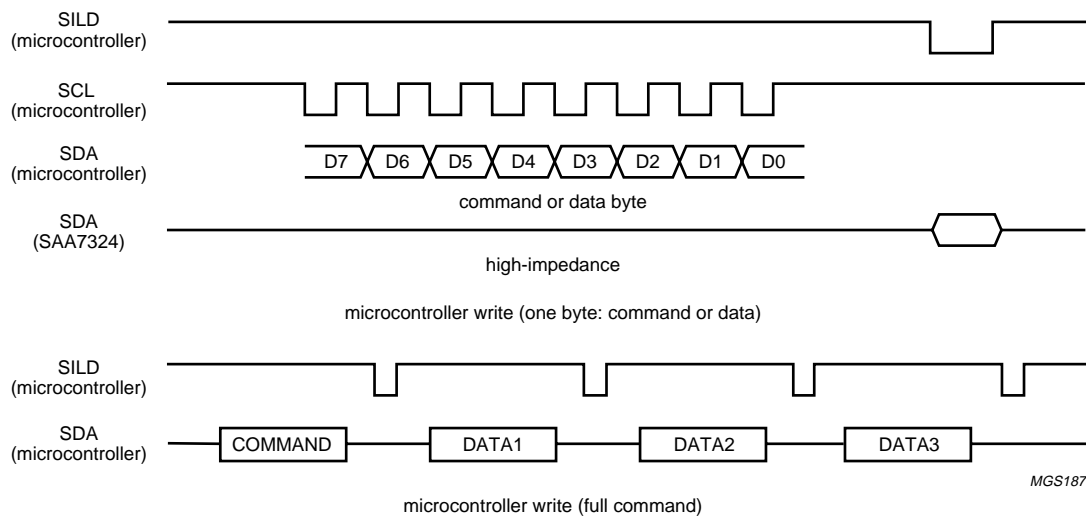 SILD
(microcontroller)
SCL
(microcontroller)
SDA
(microcontroller)
D7 D6 D5 D4 D3 D2 D1 D0
command or data byte
SDA
(SAA7324)
high-impedance
microcontroller write (one byte: command or data)
SILD
(microcontroller)
SDA
(microcontroller)
COMMAND DATA1 DATA2 DATA3
MGS187
microcontroller write (full command)